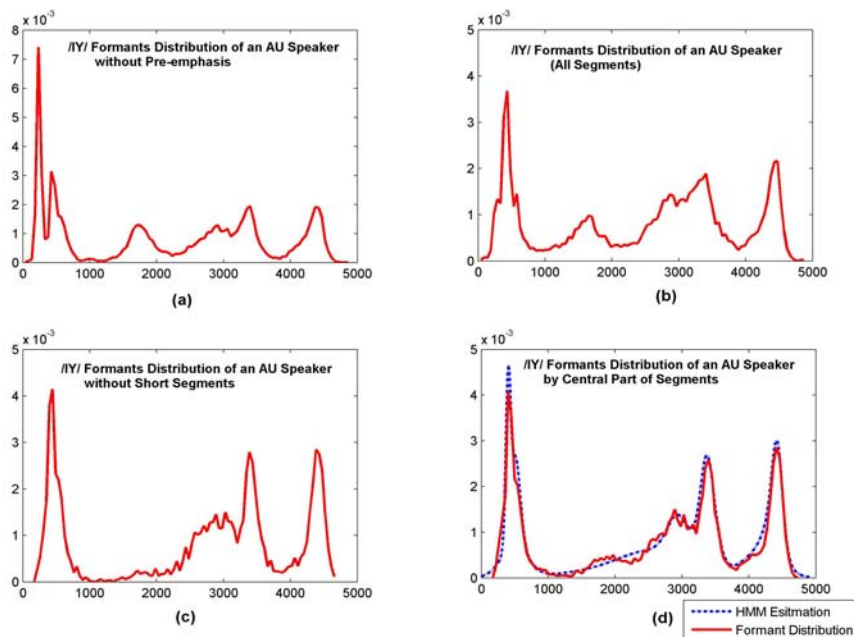 x 10⁻³
/IY/ Formants Distribution of an AU Speaker
without Pre-emphasis
8
7
6
5
4
3
2
1
0
1000
2000
3000
4000
5000
(a)
x 10⁻³
/IY/ Formants Distribution of an AU Speaker
(All Segments)
5
4
3
2
1
0
0
1000
2000
3000
4000
5000
(b)
x 10⁻³
/IY/ Formants Distribution of an AU Speaker
without Short Segments
5
4
3
2
1
0
0
1000
2000
3000
4000
5000
(c)
x 10⁻³
/IY/ Formants Distribution of an AU Speaker
by Central Part of Segments
5
4
3
2
1
0
0
1000
2000
3000
4000
5000
(d)
HMM Esitmation
Formant Distribution